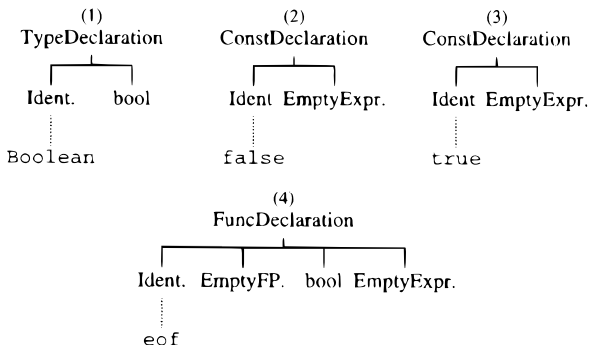 (1) (2) (3)
TypeDeclaration ConstDeclaration ConstDeclaration
Ident. bool Ident EmptyExpr. Ident EmptyExpr.
Boolean false true
(4)
FuncDeclaration
Ident. EmptyFP. bool EmptyExpr.
eof